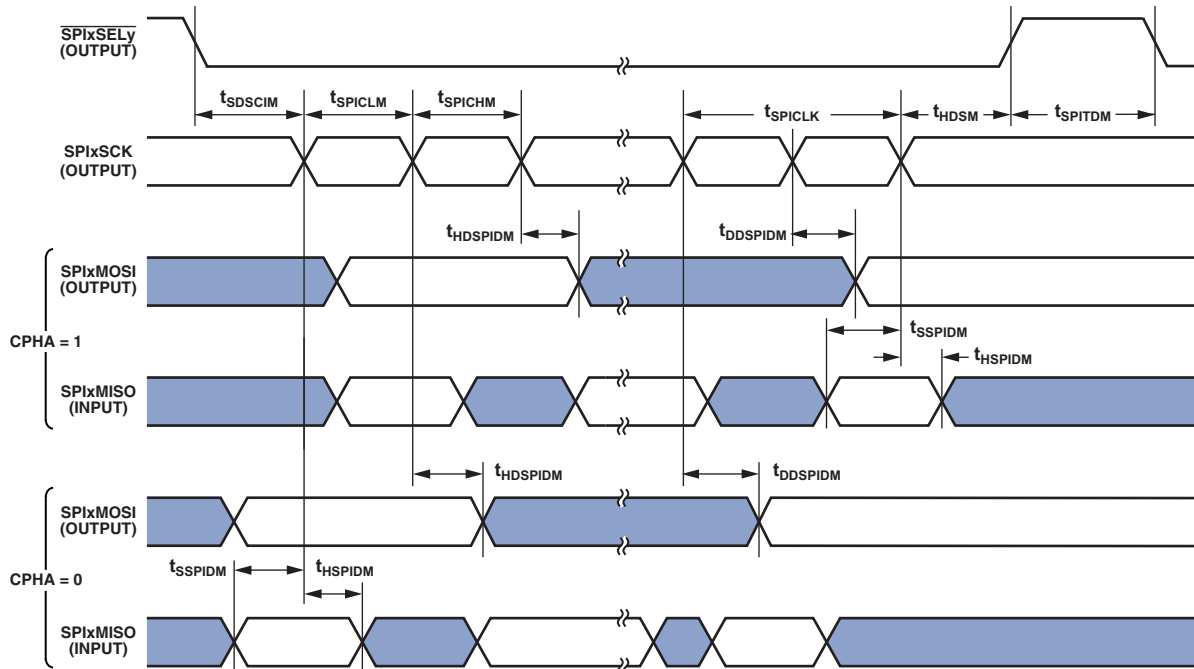 SPIxSELy
(OUTPUT)
tSDSCIM
tSPICLM
tSPICHM
tSPICLK
tHDSM
tSPITDM
SPIxSCK
(OUTPUT)
tHDSPIDM
tDDSPIDM
SPIxMOSI
(OUTPUT)
CPHA = 1
tSSPIDM
tHSPIDM
SPIxMISO
(INPUT)
tHDSPIDM
tDDSPIDM
SPIxMOSI
(OUTPUT)
CPHA = 0
tSSPIDM
tHSPIDM
SPIxMISO
(INPUT)